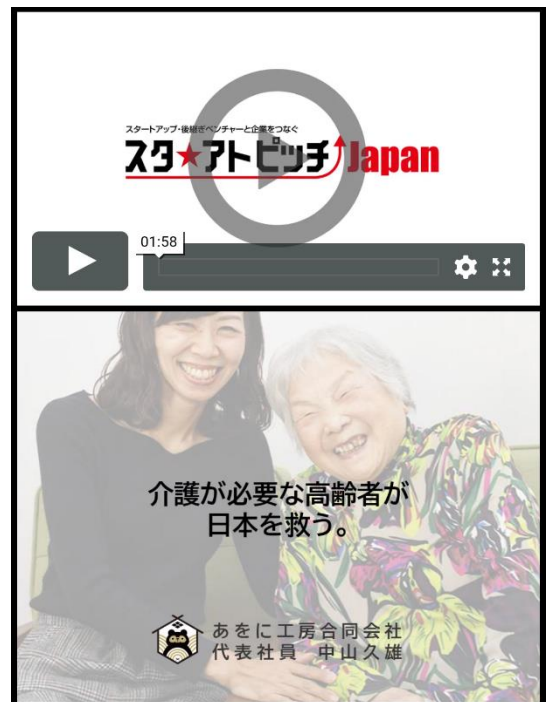 スタートアップ・後継ぎベンチャーと企業をつなぐ
スタ★アトピッチJapan
01:58
介護が必要な高齢者が
日本を救う。
あをに工房合同会社
代表社員 中山久雄